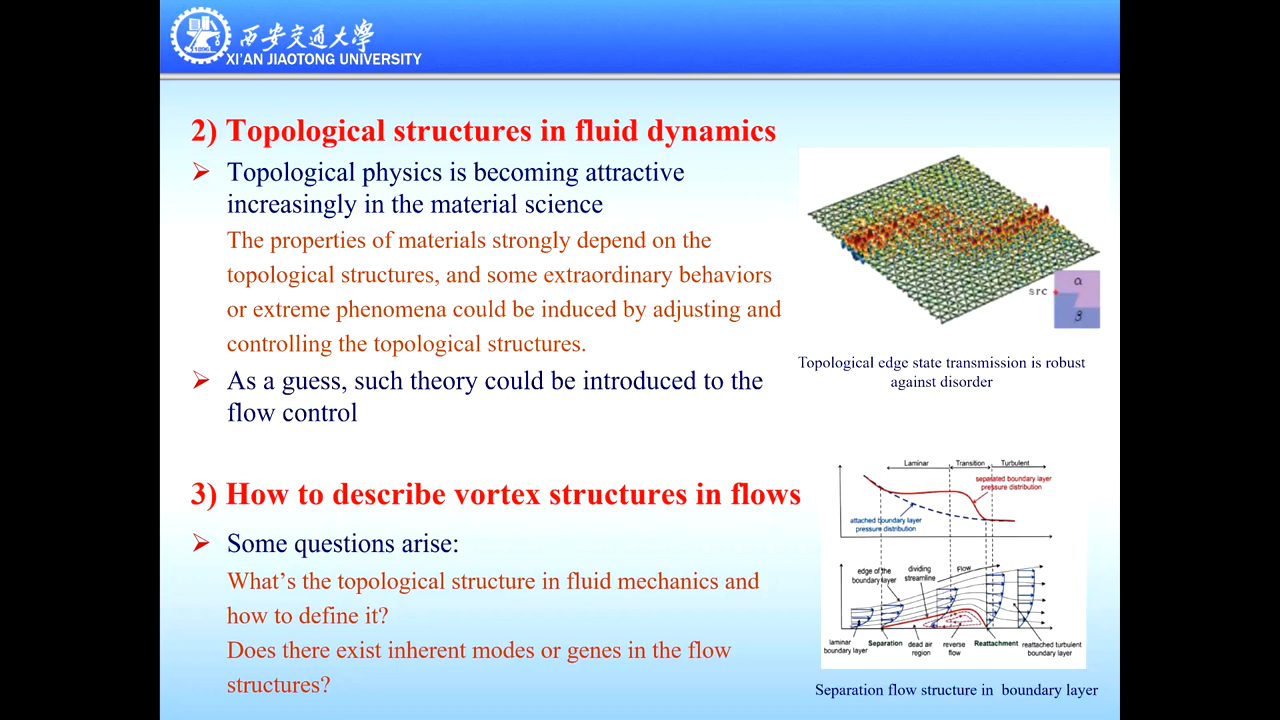 西安交通大學
1896
XI'AN JIAOTONG UNIVERSITY
2) Topological structures in fluid dynamics
Topological physics is becoming attractive
increasingly in the material science
The properties of materials strongly depend on the
topological structures, and some extraordinary behaviors
or extreme phenomena could be induced by adjusting and
controlling the topological structures.
As a guess, such theory could be introduced to the
flow control
src
α
β
Topological edge state transmission is robust
against disorder
3) How to describe vortex structures in flows
Some questions arise:
What's the topological structure in fluid mechanics and
how to define it?
Does there exist inherent modes or genes in the flow
structures?
Laminar
Transition
Turbulent
separated boundary layer
pressure distribution
attached boundary layer
pressure distribution
edge of the
boundary layer
dividing
streamline
Flow
laminar
boundary layer
Separation
dead air
region
reverse
flow
Reattachment
reattached turbulent
boundary layer
Separation flow structure in boundary layer